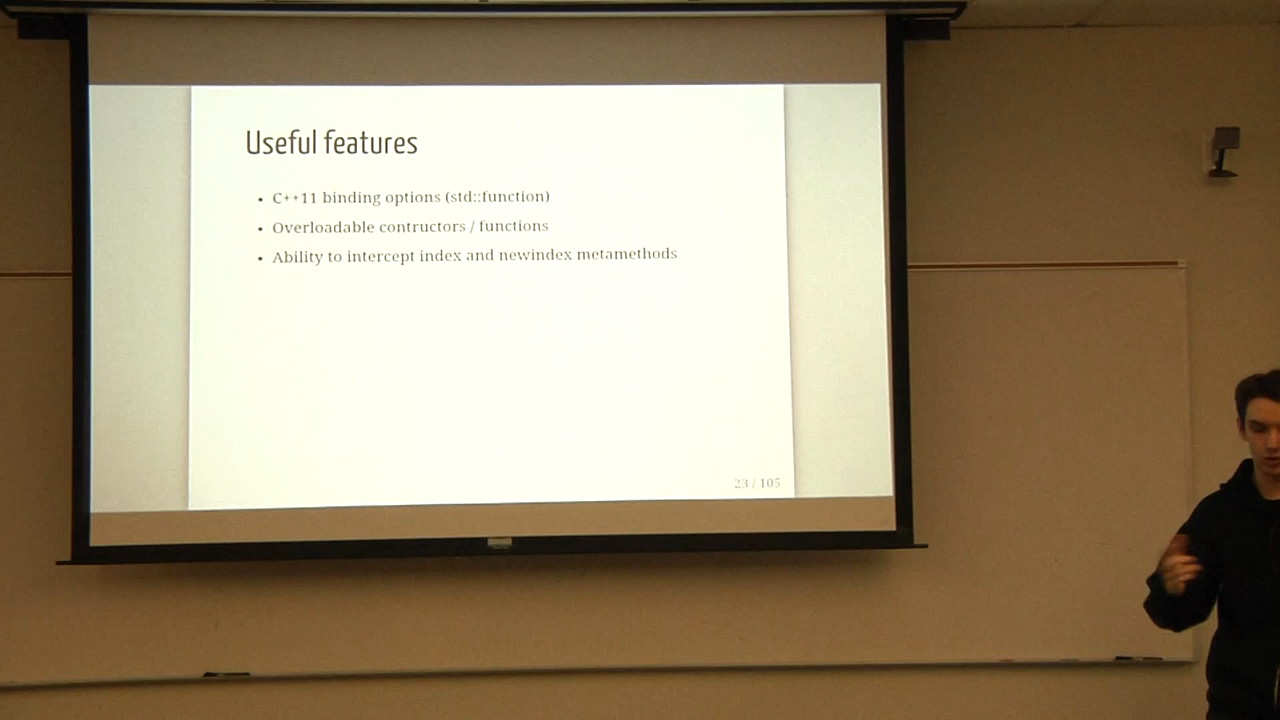 Useful features
• C++11 binding options (std::function)
• Overloadable contructors / functions
• Ability to intercept index and newindex metamethods
23 / 105